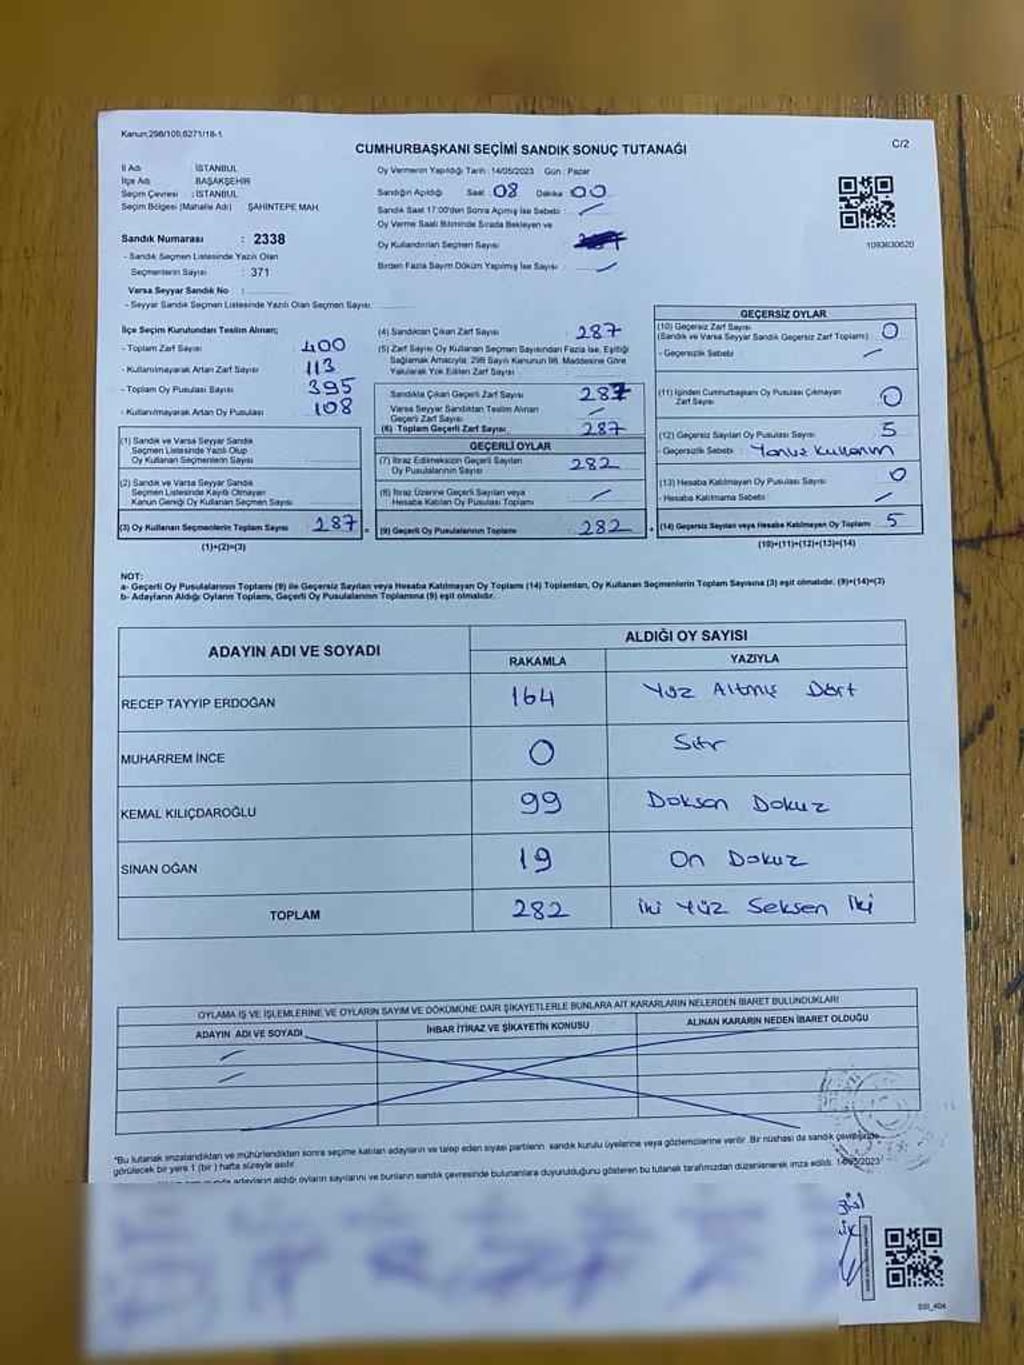 Kanun;298/100,6271/18-1
C/2
CUMHURBAŞKANI SEÇİMİ SANDIK SONUÇ TUTANAĞI
İl Adı : İSTANBUL
İlçe Adı : BAŞAKŞEHİR
Seçim Çevresi : İSTANBUL
Seçim Bölgesi (Mahalle Adı) : ŞAHİNTEPE MAH.
Sandık Numarası : 2338
- Sandık Seçmen Listesinde Yazılı Olan
Seçmenlerin Sayısı : 371
Varsa Seyyar Sandık No :
- Seyyar Sandık Seçmen Listesinde Yazılı Olan Seçmen Sayısı:
Oy Vermenin Yapıldığı Tarih : 14/05/2023 Gün : Pazar
Sandığın Açıldığı Saat : 08 Dakika : 00
Sandık Saat 17:00'den Sonra Açılmış İse Sebebi :
Oy Verme Saati Bitiminde Sırada Bekleyen ve
Oy Kullandırılan Seçmen Sayısı
Birden Fazla Sayım Döküm Yapılmış İse Sayısı :
1093630620
İlçe Seçim Kurulundan Teslim Alınan;
- Toplam Zarf Sayısı : 400
- Kullanılmayarak Artan Zarf Sayısı : 113
- Toplam Oy Pusulası Sayısı : 395
- Kullanılmayarak Artan Oy Pusulası : 108
(1) Sandık ve Varsa Seyyar Sandık
Seçmen Listesinde Yazılı Olup
Oy Kullanan Seçmenlerin Sayısı
(2) Sandık ve Varsa Seyyar Sandık
Seçmen Listesinde Kayıtlı Olmayan
Kanun Gereği Oy Kullanan Seçmen Sayısı
(3) Oy Kullanan Seçmenlerin Toplam Sayısı 287 =
(1)+(2)=(3)
(4) Sandıktan Çıkan Zarf Sayısı : 287
(5) Zarf Sayısı Oy Kullanan Seçmen Sayısından Fazla İse, Eşitliği
Sağlamak Amacıyla, 298 Sayılı Kanunun 98. Maddesine Göre
Yakılarak Yok Edilen Zarf Sayısı :
Sandıkta Çıkan Geçerli Zarf Sayısı : 287
Varsa Seyyar Sandıktan Teslim Alınan
Geçerli Zarf Sayısı :
(6) Toplam Geçerli Zarf Sayısı : 287
GEÇERLİ OYLAR
(7) İtiraz Edilmeksizin Geçerli Sayılan
Oy Pusulalarının Sayısı : 282
(8) İtiraz Üzerine Geçerli Sayılan veya
Hesaba Katılan Oy Pusulası Toplamı
(9) Geçerli Oy Pusulalarının Toplamı : 282 +
GEÇERSİZ OYLAR
(10) Geçersiz Zarf Sayısı
(Sandık ve Varsa Seyyar Sandık Geçersiz Zarf Toplamı) : 0
- Geçersizlik Sebebi
(11) İçinden Cumhurbaşkanı Oy Pusulası Çıkmayan
Zarf Sayısı : 0
(12) Geçersiz Sayılan Oy Pusulası Sayısı : 5
- Geçersizlik Sebebi : Yanlız Kullanım
(13) Hesaba Katılmayan Oy Pusulası Sayısı : 0
- Hesaba Katılmama Sebebi :
(14) Geçersiz Sayılan veya Hesaba Katılmayan Oy Toplamı : 5
(10)+(11)+(12)+(13)=(14)
NOT:
a- Geçerli Oy Pusulalarının Toplamı (9) ile Geçersiz Sayılan veya Hesaba Katılmayan Oy Toplamı (14) Toplamları, Oy Kullanan Seçmenlerin Toplam Sayısına (3) eşit olmalıdır. (9)+(14)=(3)
b- Adayların Aldığı Oyların Toplamı, Geçerli Oy Pusulalarının Toplamına (9) eşit olmalıdır.
ADAYIN ADI VE SOYADI
ALDIĞI OY SAYISI
RAKAMLA YAZIYLA
RECEP TAYYIP ERDOĞAN 164 Yüz Altmış Dört
MUHARREM İNCE 0 Sıfır
KEMAL KILIÇDAROĞLU 99 Doksan Dokuz
SINAN OĞAN 19 On Dokuz
TOPLAM 282 İki Yüz Seksen İki
OYLAMA İŞ VE İŞLEMLERİNE VE OYLARIN SAYIM VE DÖKÜMÜNE DAİR ŞİKAYETLERLE BUNLARA AİT KARARLARIN NELERDEN İBARET BULUNDUKLARI
ADAYIN ADI VE SOYADI İHBAR İTİRAZ VE ŞİKAYETİN KONUSU ALINAN KARARIN NEDEN İBARET OLDUĞU
"Bu tutanak imzalandıktan ve mühürlendikten sonra seçime katılan adayların ve talep eden siyasi partilerin sandık kurulu üyelerine veya gözlemcilerine verilir. Bir nüshası da sandık çevresinde
görülecek bir yere 1 (bir) hafta süreyle asılır.
adayların aldığı oyların sayılarını ve bunların sandık çevresinde bulunanlara duyurulduğunu gösteren bu tutanak tarafımızdan düzenlenerek imza edildi. 14/05/2023